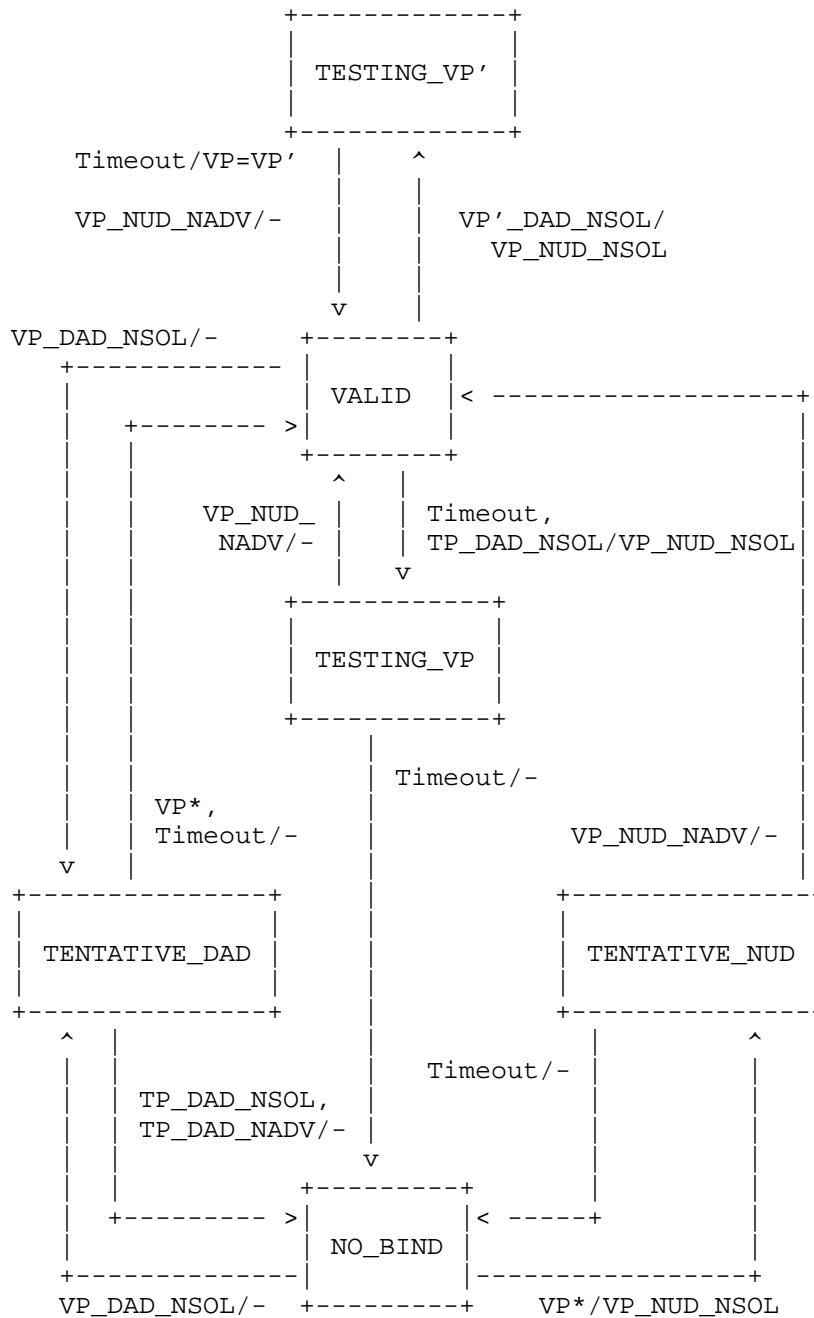 TESTING_VP'
Timeout/VP=VP'
VP_NUD_NADV/-
VP'_DAD_NSOL/
VP_NUD_NSOL
VP_DAD_NSOL/-
VALID
VP_NUD_
NADV/-
Timeout,
TP_DAD_NSOL/VP_NUD_NSOL
TESTING_VP
Timeout/-
VP*,
Timeout/-
VP_NUD_NADV/-
TENTATIVE_DAD
TENTATIVE_NUD
Timeout/-
TP_DAD_NSOL,
TP_DAD_NADV/-
NO_BIND
VP_DAD_NSOL/-
VP*/VP_NUD_NSOL